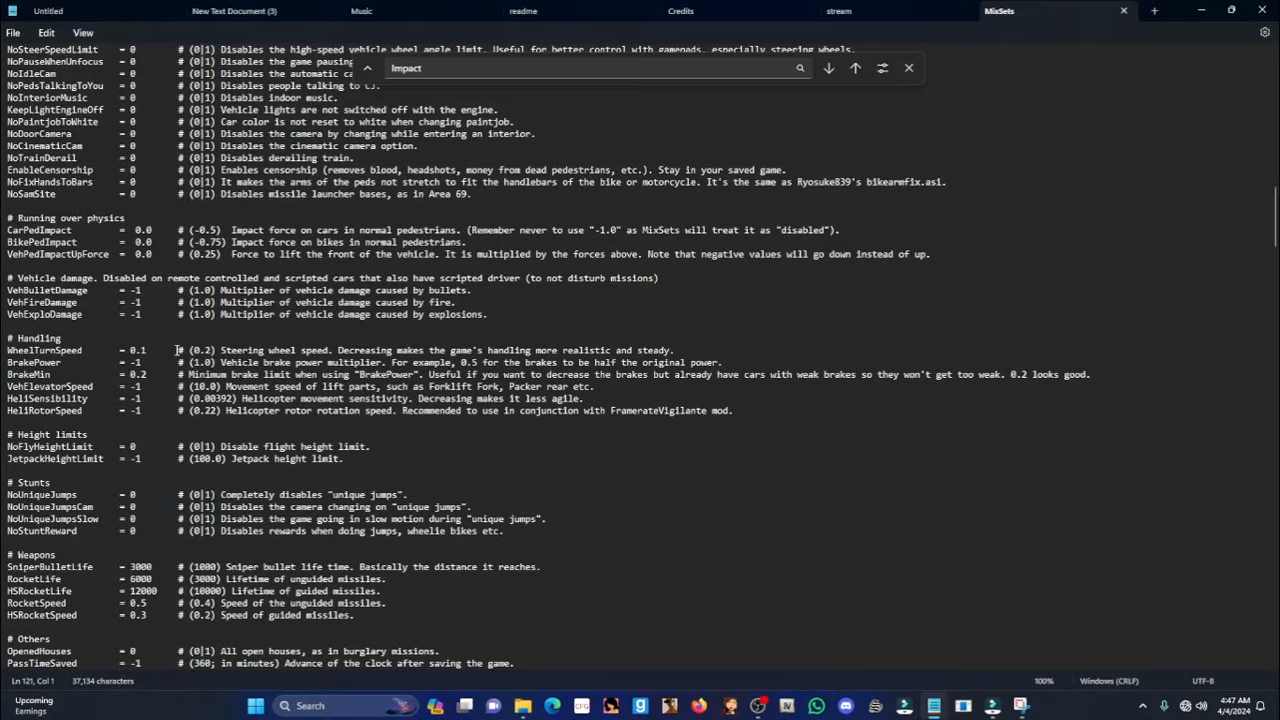 Untitled New Text Document (3) Music readme Credits stream MixSets
File Edit View
NoSteerSpeedLimit = 0 # (0|1) Disables the high-speed vehicle wheel angle limit. Useful for better control with gamepads, especially steering wheels.
NoPauseWhenUnfocus = 0 # (0|1) Disables the game pausing
Impact
NoIdleCam = 0 # (0|1) Disables the automatic ca
NoPedsTalkingToYou = 0 # (0|1) Disables people talking to CJ.
NoInteriorMusic = 0 # (0|1) Disables indoor music.
KeepLightEngineOff = 0 # (0|1) Vehicle lights are not switched off with the engine.
NoPaintjobToWhite = 0 # (0|1) Car color is not reset to white when changing paintjob.
NoDoorCamera = 0 # (0|1) Disables the camera by changing while entering an interior.
NoCinematicCam = 0 # (0|1) Disables the cinematic camera option.
NoTrainDerail = 0 # (0|1) Disables derailing train.
EnableCensorship = 0 # (0|1) Enables censorship (removes blood, headshots, money from dead pedestrians, etc.). Stay in your saved game.
NoFixHandsToBars = 0 # (0|1) It makes the arms of the peds not stretch to fit the handlebars of the bike or motorcycle. It's the same as Ryosuke839's bikearmfix.asi.
NoSamSite = 0 # (0|1) Disables missile launcher bases, as in Area 69.
# Running over physics
CarPedImpact = 0.0 # (-0.5) Impact force on cars in normal pedestrians. (Remember never to use "-1.0" as MixSets will treat it as "disabled").
BikePedImpact = 0.0 # (-0.75) Impact force on bikes in normal pedestrians.
VehPedImpactUpForce = 0.0 # (0.25) Force to lift the front of the vehicle. It is multiplied by the forces above. Note that negative values will go down instead of up.
# Vehicle damage. Disabled on remote controlled and scripted cars that also have scripted driver (to not disturb missions)
VehBulletDamage = -1 # (1.0) Multiplier of vehicle damage caused by bullets.
VehFireDamage = -1 # (1.0) Multiplier of vehicle damage caused by fire.
VehExploDamage = -1 # (1.0) Multiplier of vehicle damage caused by explosions.
# Handling
WheelTurnSpeed = 0.1 # (0.2) Steering wheel speed. Decreasing makes the game's handling more realistic and steady.
BrakePower = -1 # (1.0) Vehicle brake power multiplier. For example, 0.5 for the brakes to be half the original power.
BrakeMin = 0.2 # Minimum brake limit when using "BrakePower". Useful if you want to decrease the brakes but already have cars with weak brakes so they won't get too weak. 0.2 looks good.
VehElevatorSpeed = -1 # (10.0) Movement speed of lift parts, such as Forklift Fork, Packer rear etc.
HeliSensibility = -1 # (0.00392) Helicopter movement sensitivity. Decreasing makes it less agile.
HeliRotorSpeed = -1 # (0.22) Helicopter rotor rotation speed. Recommended to use in conjunction with FramerateVigilante mod.
# Height limits
NoFlyHeightLimit = 0 # (0|1) Disable flight height limit.
JetpackHeightLimit = -1 # (100.0) Jetpack height limit.
# Stunts
NoUniqueJumps = 0 # (0|1) Completely disables "unique jumps".
NoUniqueJumpsCam = 0 # (0|1) Disables the camera changing on "unique jumps".
NoUniqueJumpsSlow = 0 # (0|1) Disables the game going in slow motion during "unique jumps".
NoStuntReward = 0 # (0|1) Disables rewards when doing jumps, wheelie bikes etc.
# Weapons
SniperBulletLife = 3000 # (1000) Sniper bullet life time. Basically the distance it reaches.
RocketLife = 6000 # (3000) Lifetime of unguided missiles.
HSRocketLife = 12000 # (10000) Lifetime of guided missiles.
RocketSpeed = 0.5 # (0.4) Speed of the unguided missiles.
HSRocketSpeed = 0.3 # (0.2) Speed of guided missiles.
# Others
OpenedHouses = 0 # (0|1) All open houses, as in burglary missions.
PassTimeSaved = -1 # (360; in minutes) Advance of the clock after saving the game.
Ln 121, Col 1 37,134 characters 100% Windows (CRLF) UTF-8
Upcoming
Earnings
Search
CFG
IV
4:47 AM
4/4/2024